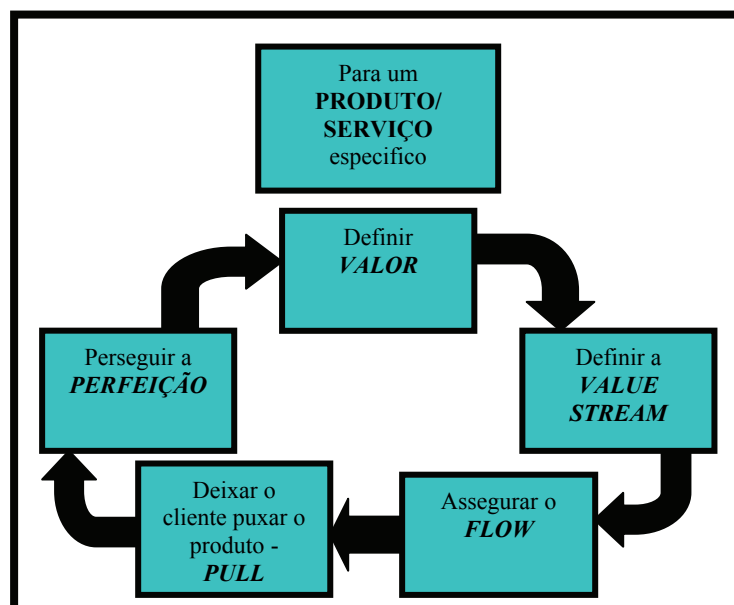 Para um
PRODUTO/
SERVIÇO
especifico
Definir
VALOR
Definir a
VALUE
STREAM
Assegurar o
FLOW
Deixar o
cliente puxar o
produto -
PULL
Perseguir a
PERFEIÇÃO